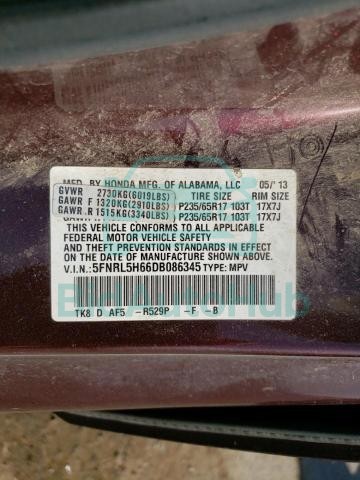 MFD. BY HONDA MFG. OF ALABAMA, LLC 05/'13
GVWR 2730KG(6019LBS) TIRE SIZE RIM SIZE
GAWR F 1320KG(2910LBS) P235/65R17 103T 17X7J
GAWR R 1515KG(3340LBS) P235/65R17 103T 17X7J
THIS VEHICLE CONFORMS TO ALL APPLICABLE
FEDERAL MOTOR VEHICLE SAFETY
AND THEFT PREVENTION STANDARDS IN EFFECT ON
THE DATE OF MANUFACTURE SHOWN ABOVE.
V.I.N.: 5FNRL5H66DB086345 TYPE: MPV
TK8 D AF5 -R529P -F -B